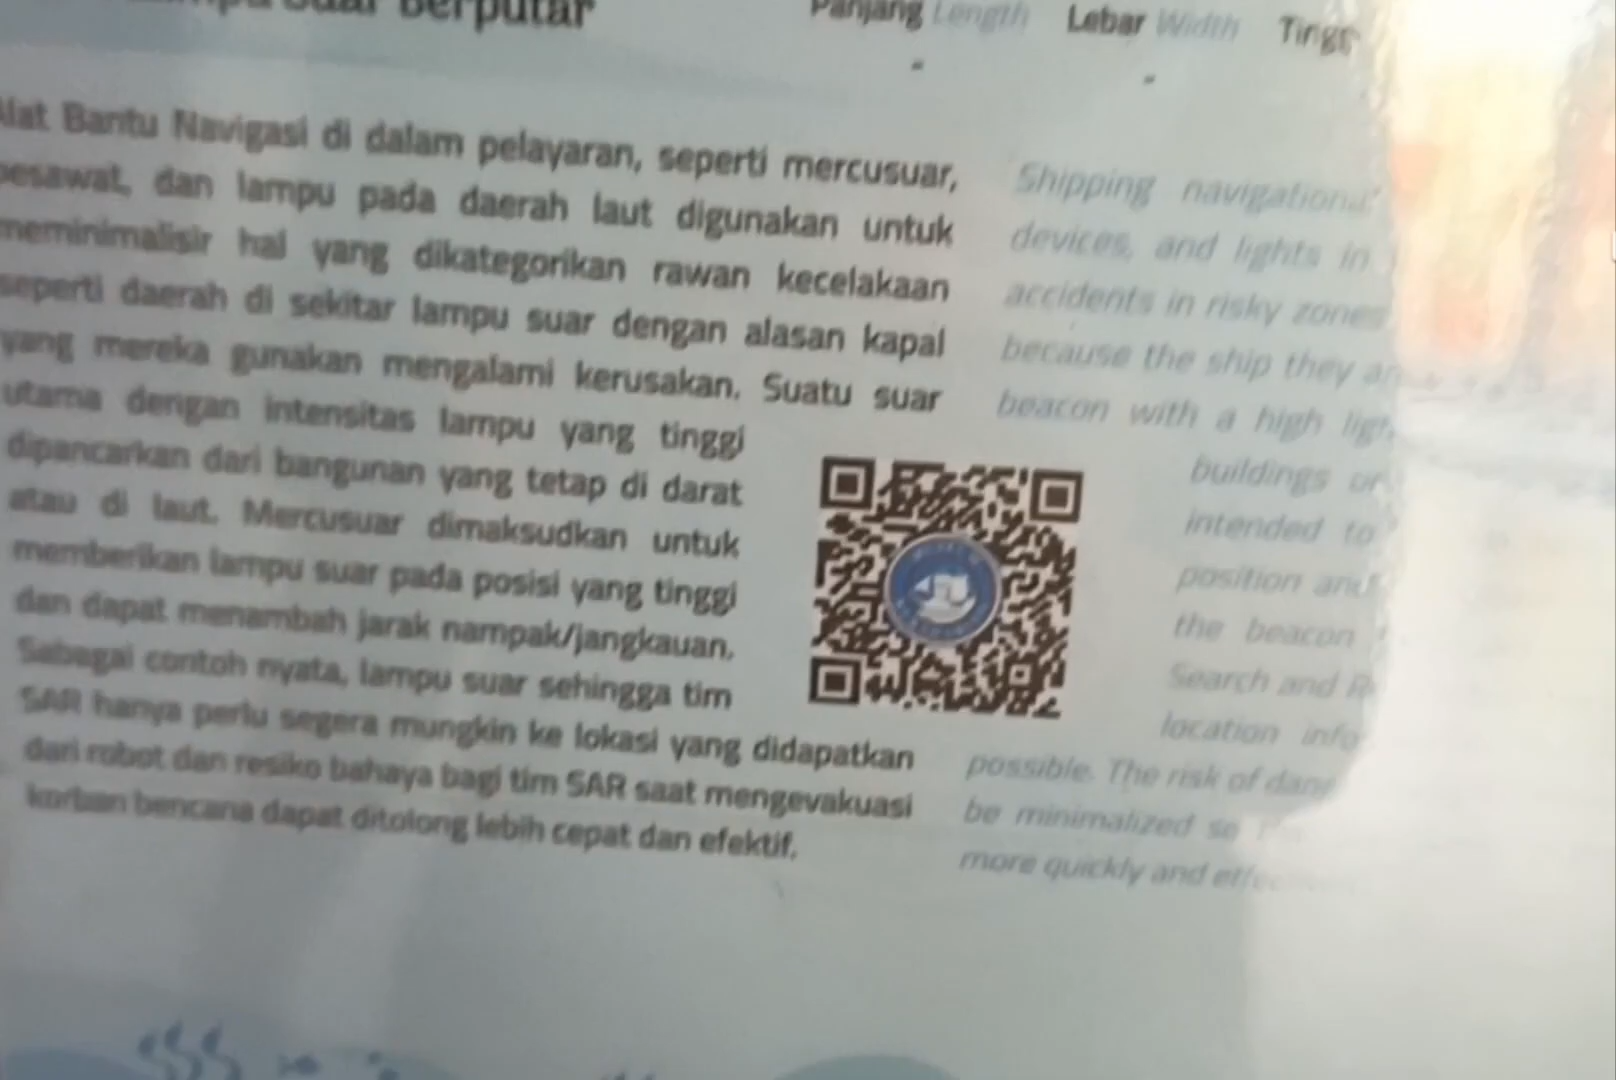 Suar Berputar
Panjang Length Lebar Width
Alat Bantu Navigasi di dalam pelayaran, seperti mercusuar,
pesawat, dan lampu pada daerah laut digunakan untuk
meminimalisir hal yang dikategorikan rawan kecelakaan
seperti daerah di sekitar lampu suar dengan alasan kapal
yang mereka gunakan mengalami kerusakan. Suatu suar
utama dengan intensitas lampu yang tinggi
dipancarkan dari bangunan yang tetap di darat
atau di laut. Mercusuar dimaksudkan untuk
memberikan lampu suar pada posisi yang tinggi
dan dapat menambah jarak nampak/jangkauan.
Sebagai contoh nyata, lampu suar sehingga tim
SAR hanya perlu segera mungkin ke lokasi yang didapatkan
dari robot dan resiko bahaya bagi tim SAR saat mengevakuasi
korban bencana dapat ditolong lebih cepat dan efektif.
Shipping navigational
devices, and lights in
accidents in risky zones
because the ship they
beacon with a high
buildings
intended to
position and
the beacon
Search and
location
possible. The risk of
be minimalized so
more quickly and